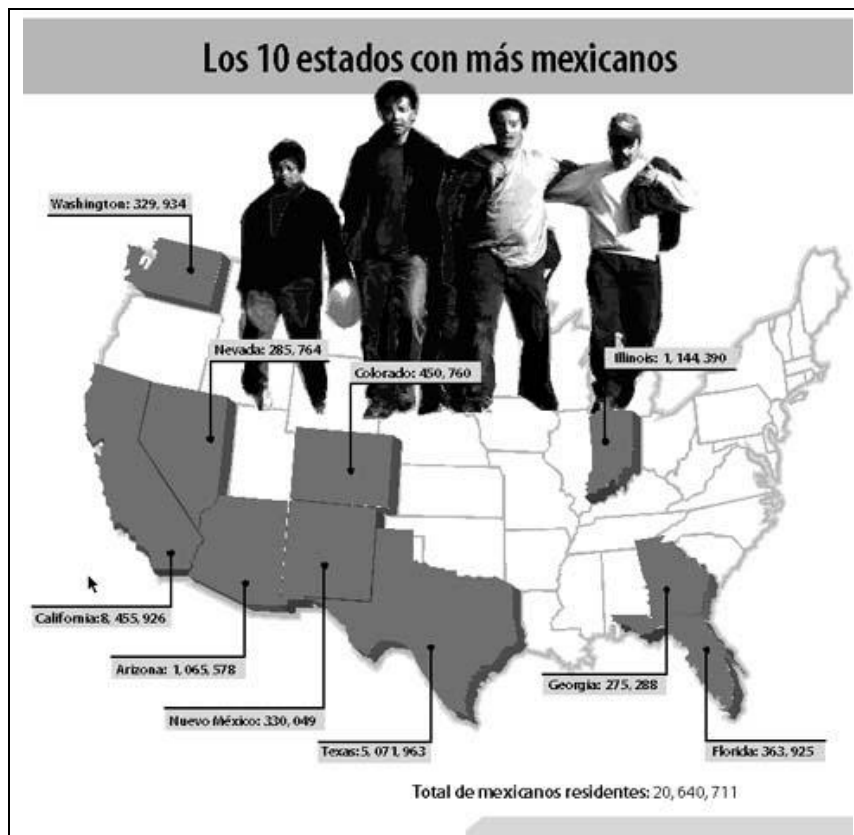 Los 10 estados con más mexicanos
Washington: 329, 934
Nevada: 285, 764
Colorado: 450, 760
Illinois: 1, 144, 390
California: 8, 455, 926
Arizona: 1, 065, 578
Nuevo México: 330, 049
Texas: 5, 071, 963
Georgia: 275, 288
Florida: 363, 925
Total de mexicanos residentes: 20, 640, 711